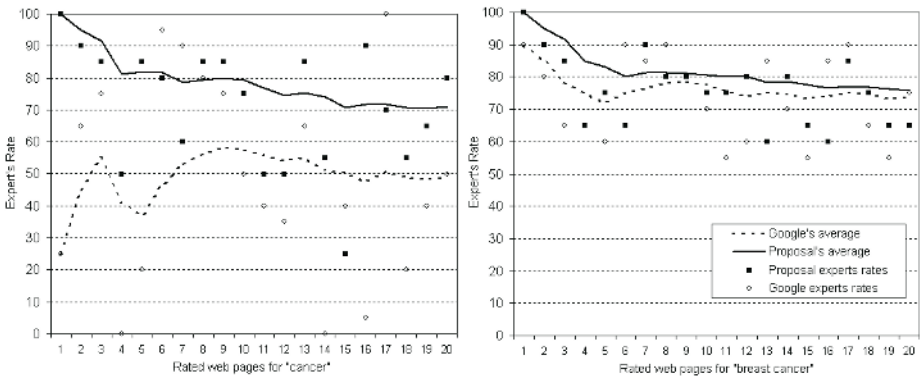 Expert's Rate
100
90
80
70
60
50
40
30
20
10
0
1 2 3 4 5 6 7 8 9 10 11 12 13 14 15 16 17 18 19 20
Rated web pages for "cancer"
Expert's Rate
100
90
80
70
60
50
40
30
20
10
0
Google's average
Proposal's average
Proposal experts rates
Google experts rates
1 2 3 4 5 6 7 8 9 10 11 12 13 14 15 16 17 18 19 20
Rated web pages for "breast cancer"